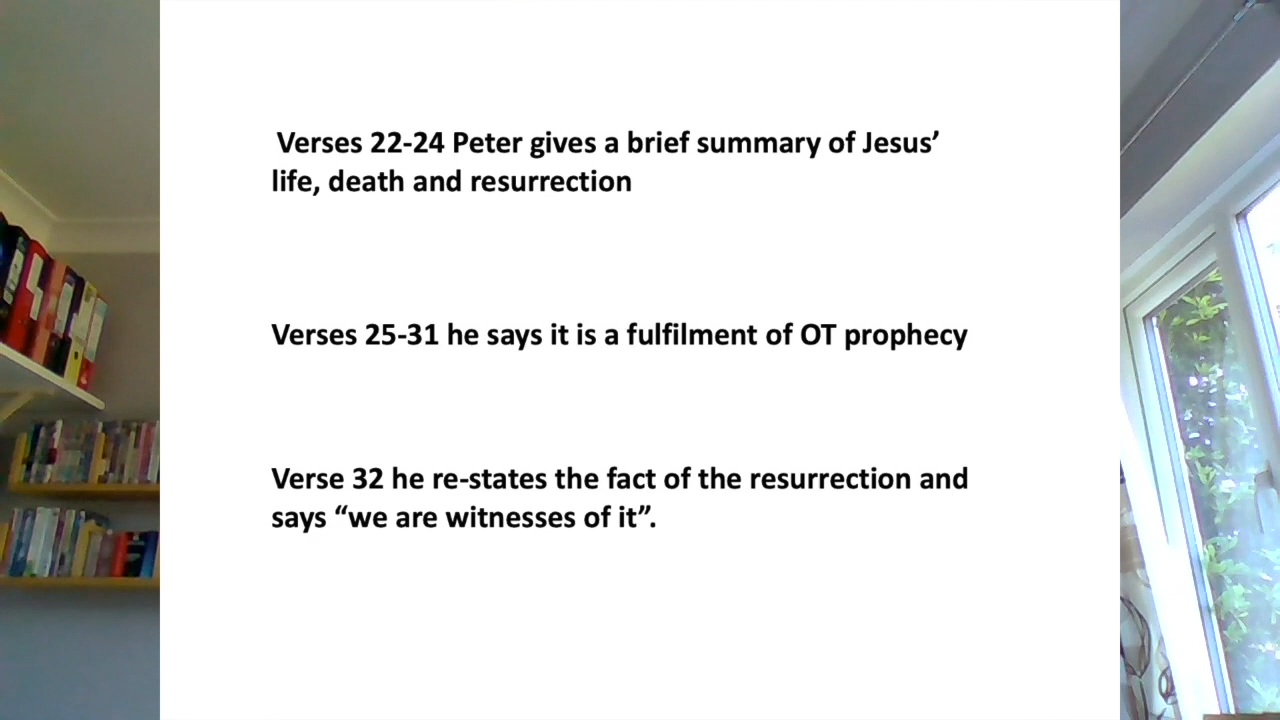 Verses 22-24 Peter gives a brief summary of Jesus’
life, death and resurrection
Verses 25-31 he says it is a fulfilment of OT prophecy
Verse 32 he re-states the fact of the resurrection and
says “we are witnesses of it”.